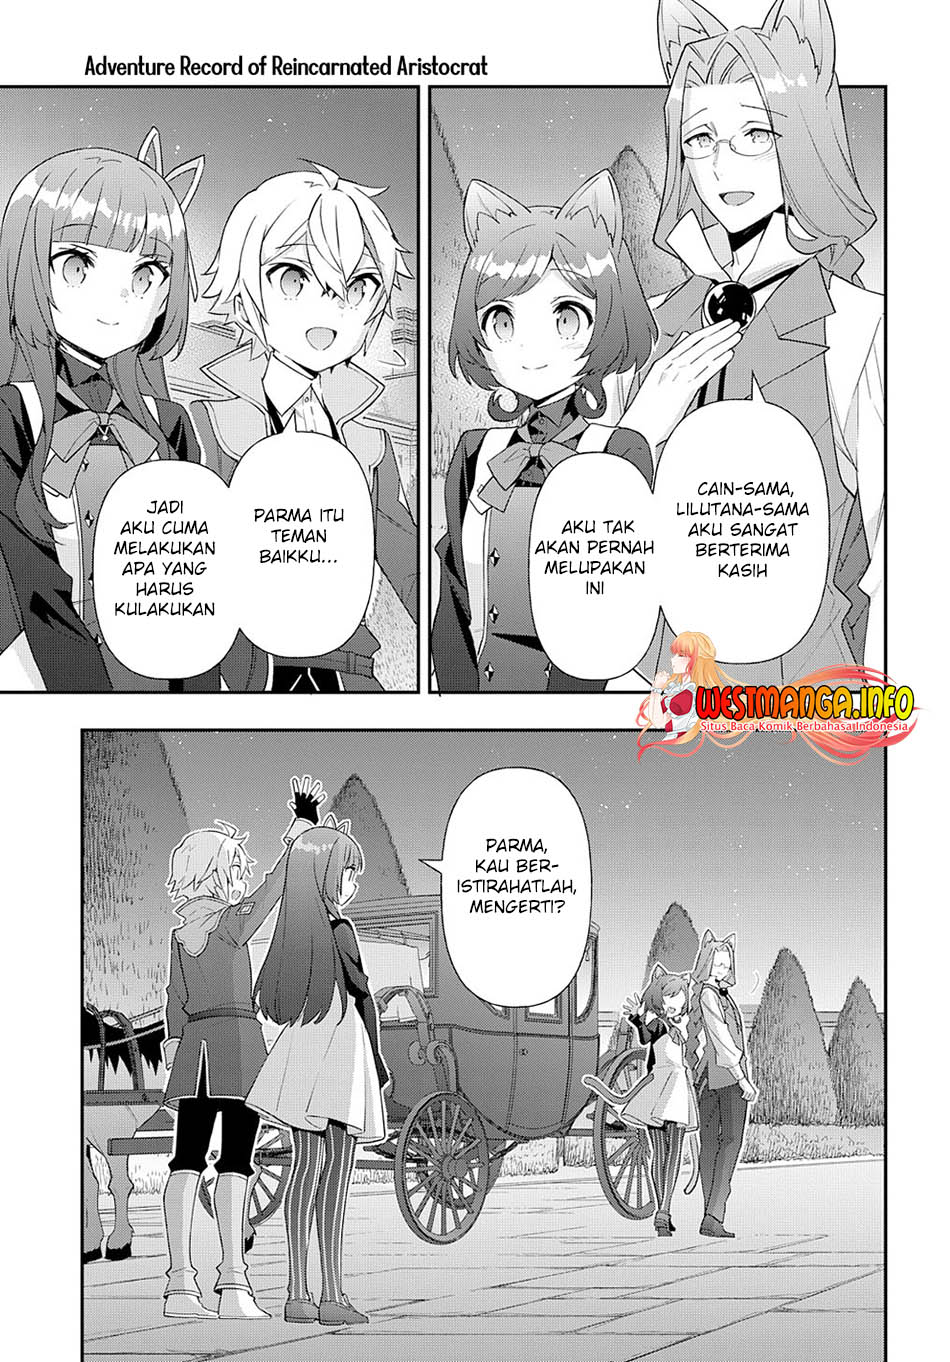 Adventure Record of Reincarnated Aristocrat
CAIN-SAMA,
LILUTANA-SAMA
AKU SANGAT
BERTERIMA
KASIH
AKU TAK
AKAN PERNAH
MELUPAKAN
INI
PARMA ITU
TEMAN
BAIKKU...
JADI
AKU CUMA
MELAKUKAN
APA YANG
HARUS
KULAKUKAN
WESTMANGA.INFO
Situs Baca Komik Berbahasa Indonesia
PARMA,
KAU BER-
ISTIRAHATLAH,
MENGERTI?